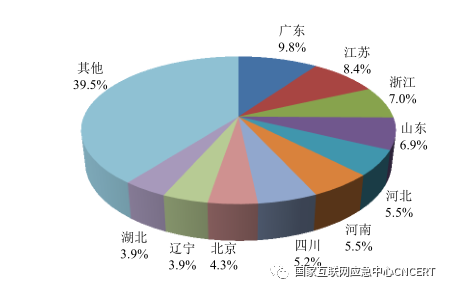 广东
9.8%
江苏
8.4%
浙江
7.0%
山东
6.9%
河北
5.5%
河南
5.5%
四川
5.2%
北京
4.3%
辽宁
3.9%
湖北
3.9%
其他
39.5%
国家互联网应急中心CNCERT